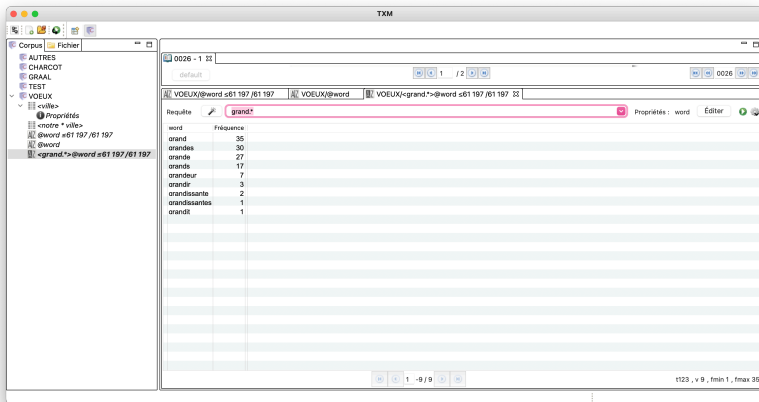 TXM
Corpus Fichier
AUTRES
CHARCOT
GRAAL
TEST
VOEUX
<ville>
Propriétés
<notre * ville>
@word ≤61 197 /61 197
@word
<grand.*>@word ≤61 197 /61 197
0026 - 1
default
1 / 2
0026
VOEUX/@word ≤61 197 /61 197 VOEUX/@word VOEUX/<grand.*>@word ≤61 197 /61 197
Requête grand.* Propriétés : word Éditer
word Fréquence
grand 35
grandes 30
grande 27
grands 17
grandeur 7
grandir 3
grandissante 2
grandissantes 1
grandit 1
1 -9 / 9
t123 , v 9 , fmin 1 , fmax 35